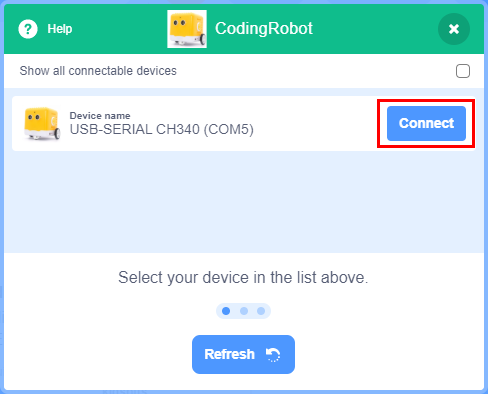 Help
CodingRobot
Show all connectable devices
Device name
USB-SERIAL CH340 (COM5)
Connect
Select your device in the list above.
Refresh